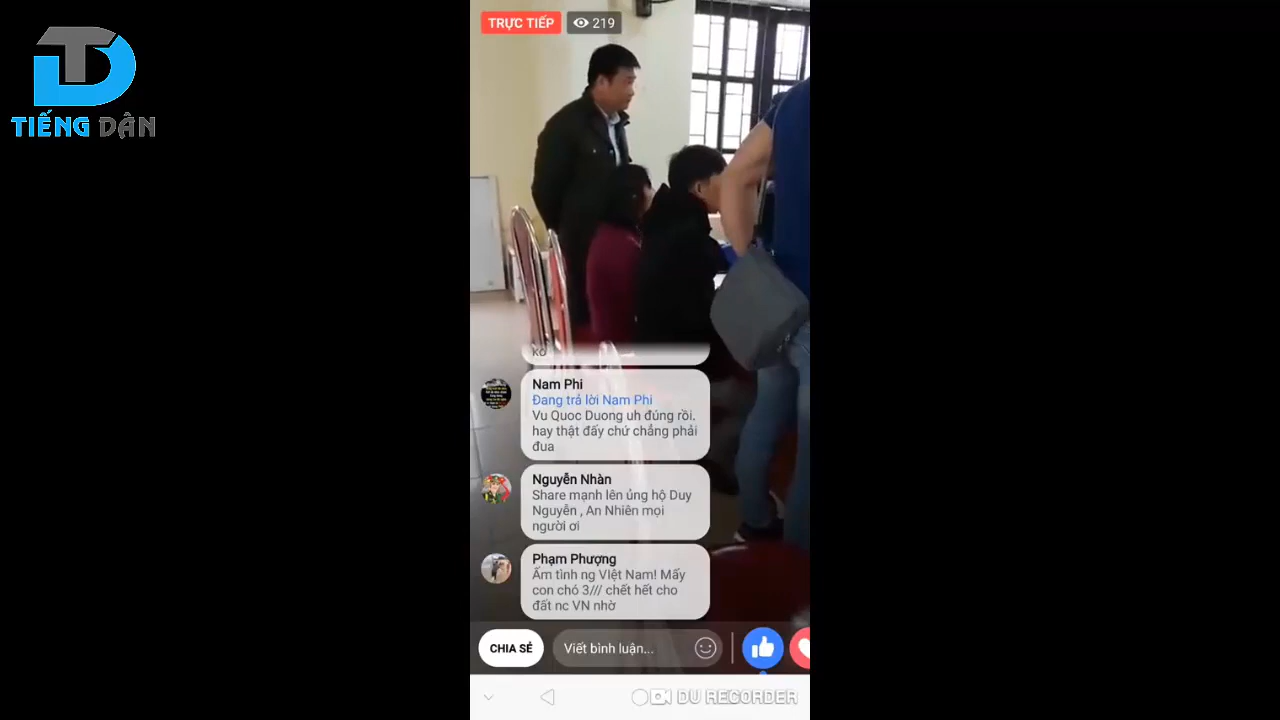 TIẾNG DÂN
TRỰC TIẾP
219
KO
Nam Phi
Đang trả lời Nam Phi
Vu Quoc Duong uh đúng rồi.
hay thật đấy chứ chẳng phải
đua
Nguyễn Nhàn
Share mạnh lên ủng hộ Duy
Nguyễn , An Nhiên mọi
người ơi
Phạm Phượng
Ấm tình ng VIệt Nam! Mấy
con chó 3/// chết hết cho
đất nc VN nhờ
CHIA SẺ
Viết bình luận...
DU RECORDER